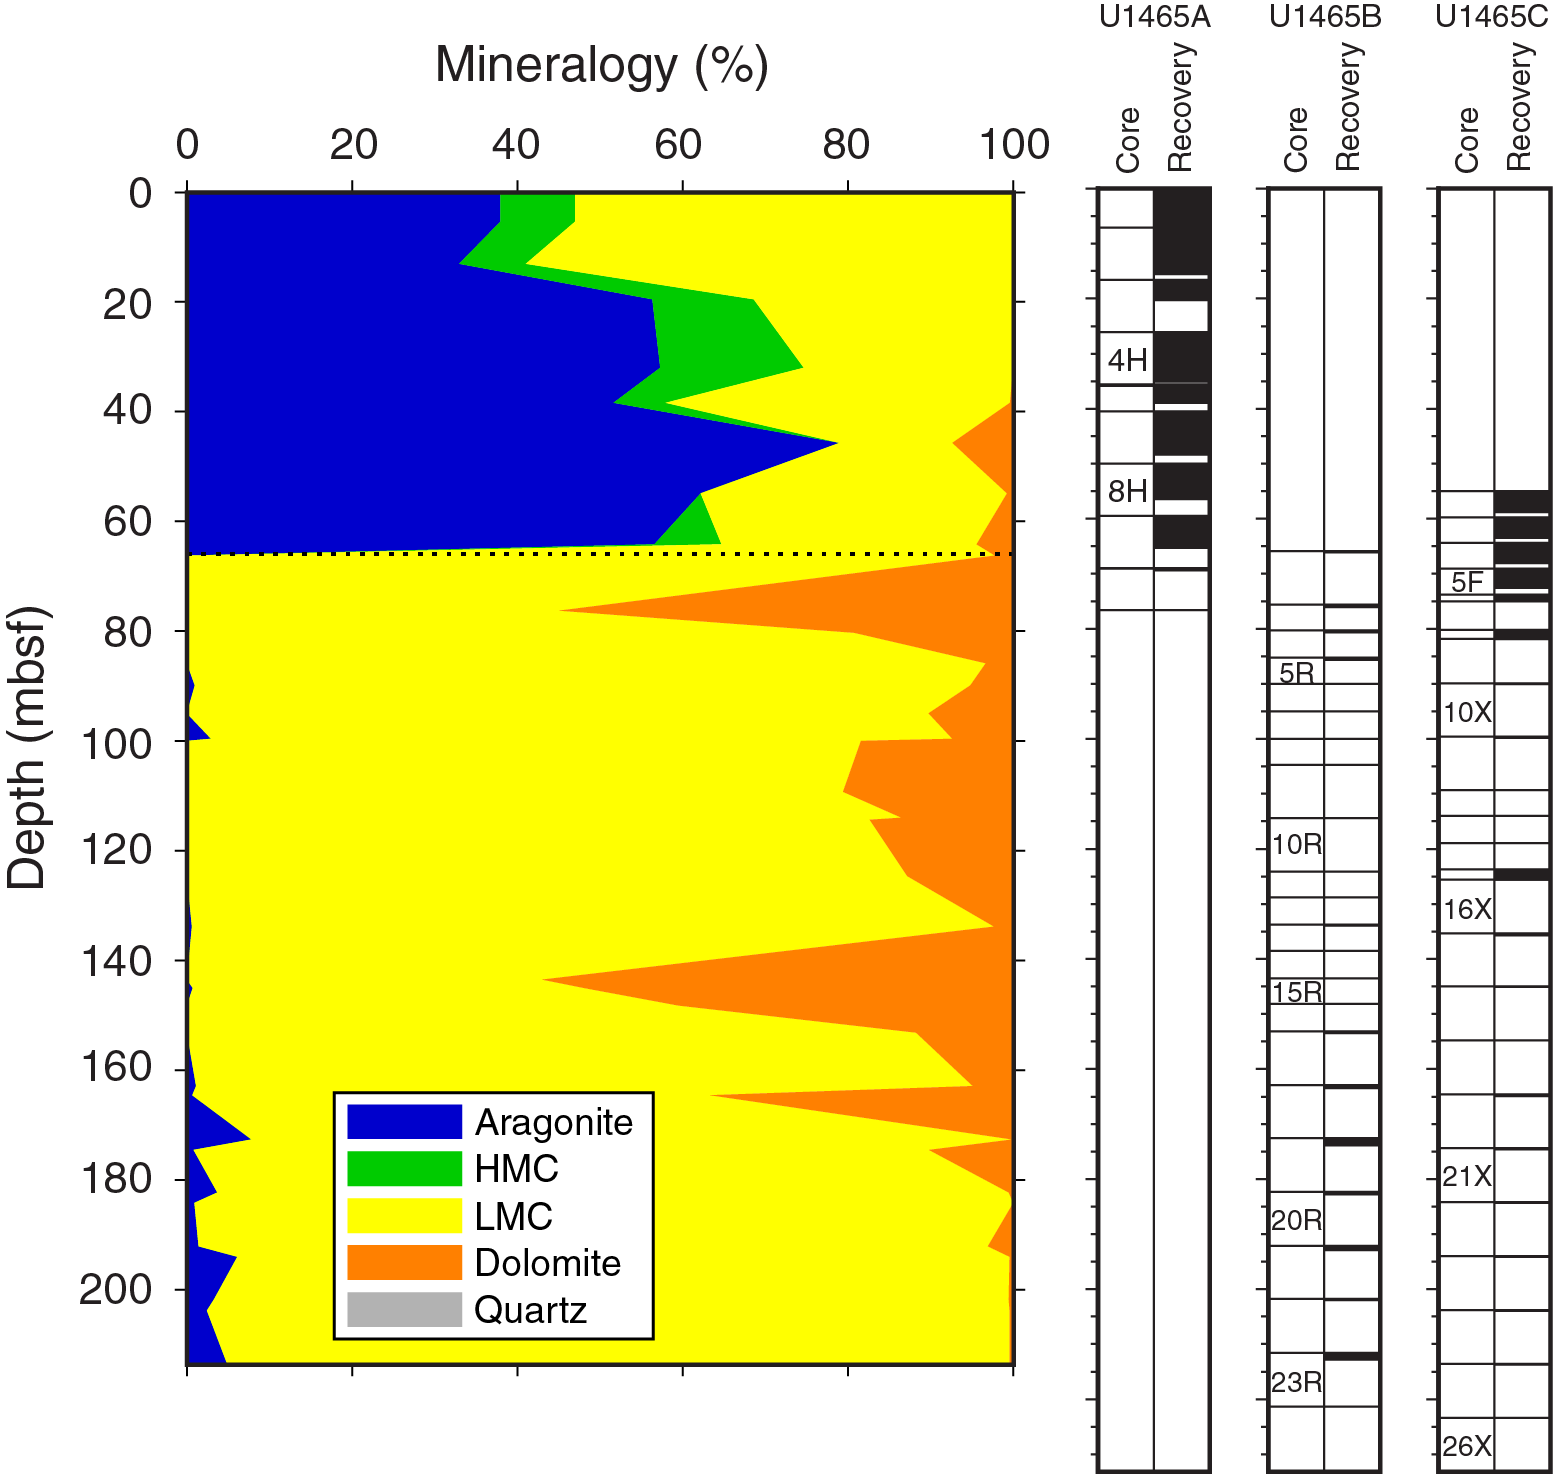 Mineralogy (%)
0 20 40 60 80 100
Depth (mbsf)
0
20
40
60
80
100
120
140
160
180
200
Aragonite
HMC
LMC
Dolomite
Quartz
U1465A
Core
Recovery
4H
8H
U1465B
Core
Recovery
5R
10R
15R
20R
23R
U1465C
Core
Recovery
5F
10X
16X
21X
26X